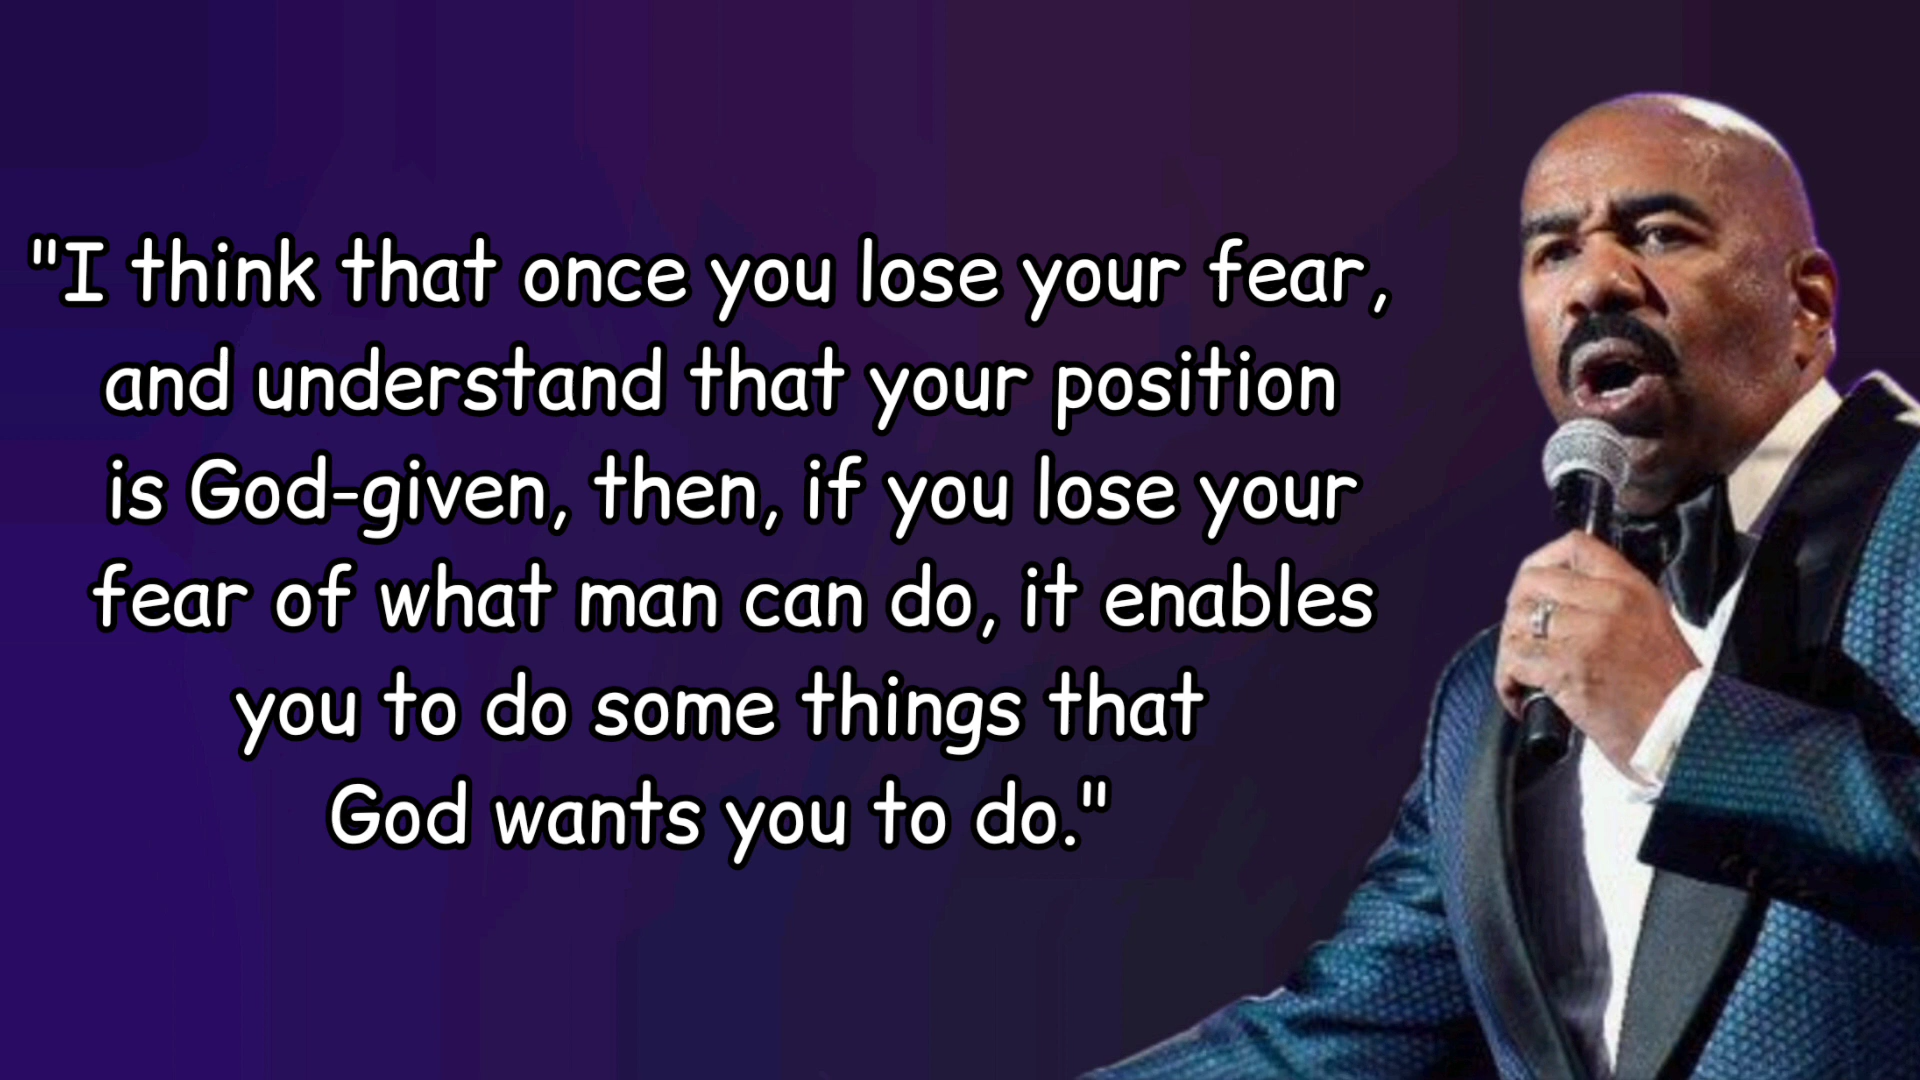 "I think that once you lose your fear,
and understand that your position
is God-given, then, if you lose your
fear of what man can do, it enables
you to do some things that
God wants you to do."